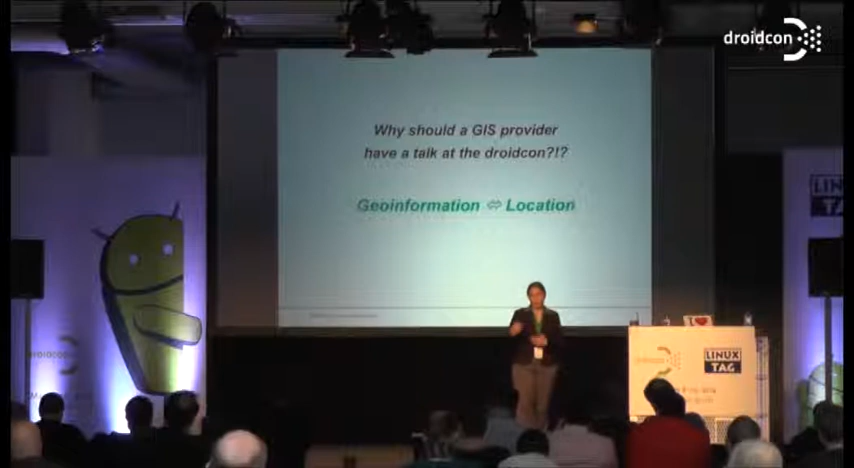 droidcon
Why should a GIS provider
have a talk at the droidcon?!?
Geoinformation ⇔ Location
LINUX
TAG
droidcon
LINUX
TAG